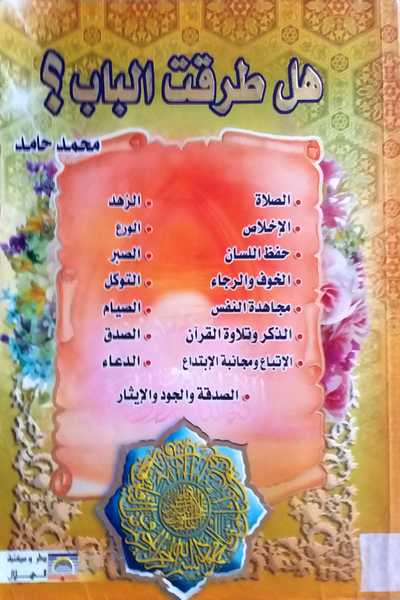 هل طرقت الباب ؟
محمد حامد
• الصلاة
• الإخلاص
• حفظ اللسان
• الخوف والرجاء
• مجاهدة النفس
• الذكر وتلاوة القرآن
• الإتباع ومجانبة الإبتداع
• الزهد
• الورع
• الصبر
• التوكل
• الصيام
• الصدق
• الدعاء
• الصدقة والجود والإيثار